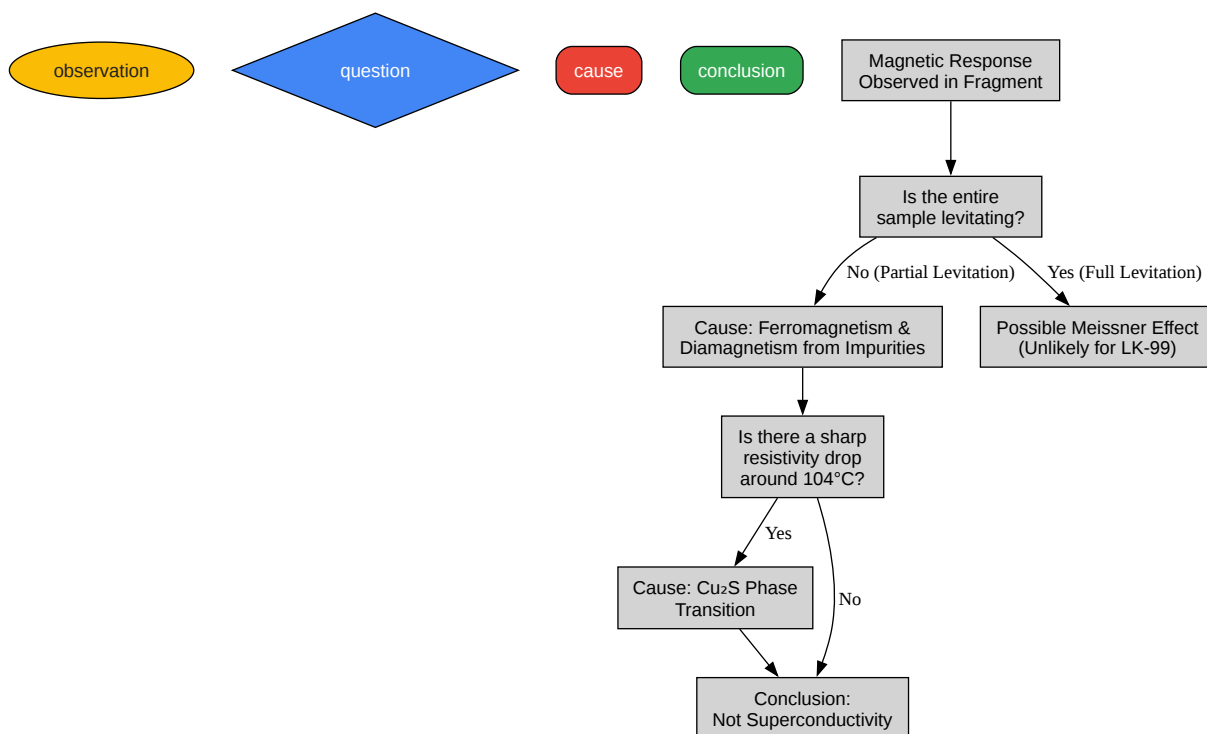 observation
question
cause
conclusion
Magnetic Response
Observed in Fragment
Is the entire
sample levitating?
No (Partial Levitation)
Yes (Full Levitation)
Cause: Ferromagnetism &
Diamagnetism from Impurities
Possible Meissner Effect
(Unlikely for LK-99)
Is there a sharp
resistivity drop
around 104°C?
Yes
No
Cause: Cu₂S Phase
Transition
Conclusion:
Not Superconductivity